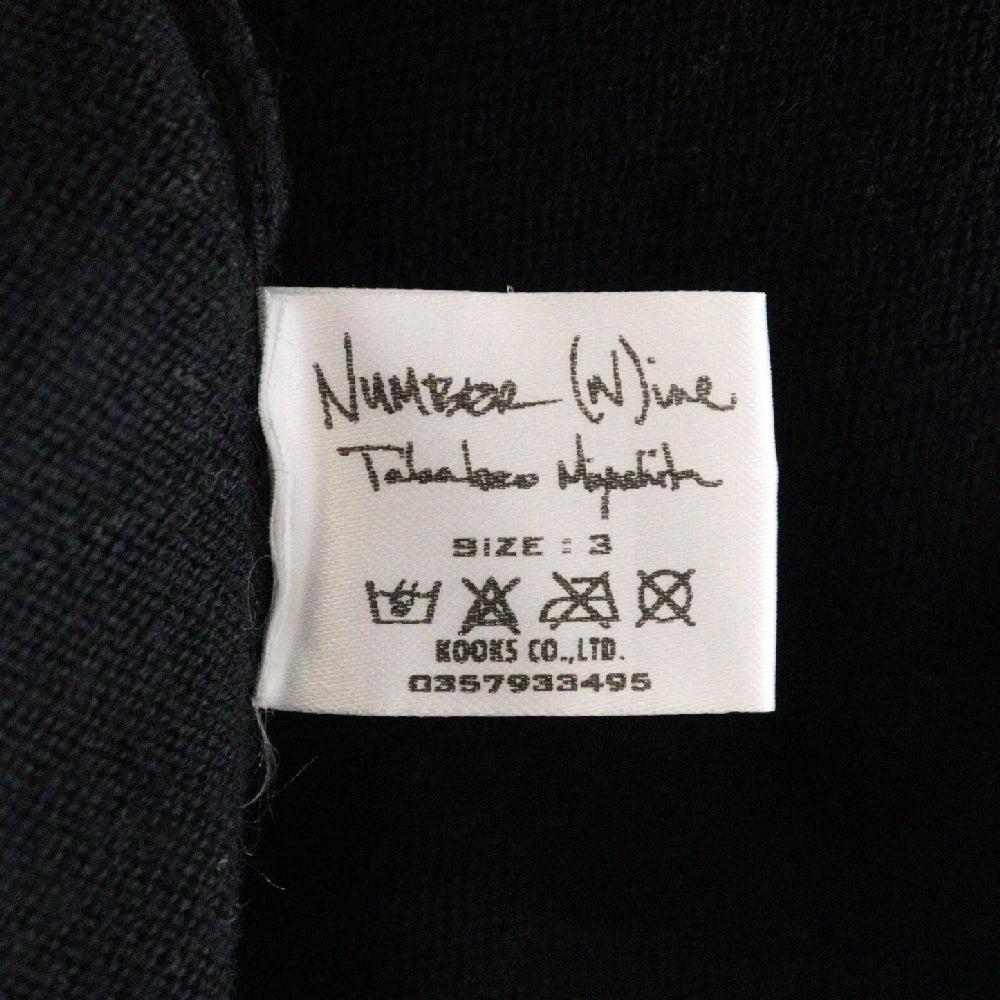 NUMBER (N)ine
Takahiro Miyashita
SIZE : 3
KOOKS CO.,LTD.
0357933495